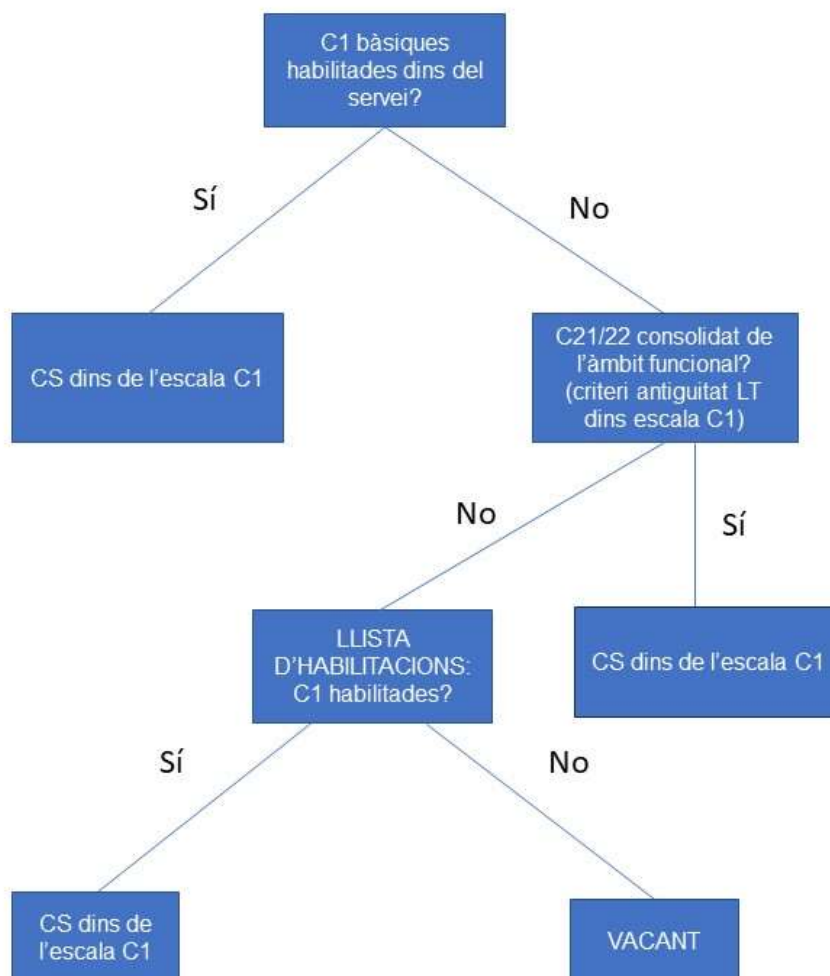 C1 bàsiques
habilitades dins del
servei?
Sí
No
CS dins de l’escala C1
C21/22 consolidat de
l’àmbit funcional?
(criteri antiguitat LT
dins escala C1)
No
Sí
LLISTA
D’HABILITACIONS:
C1 habilitades?
CS dins de l’escala C1
Sí
No
CS dins de
l’escala C1
VACANT